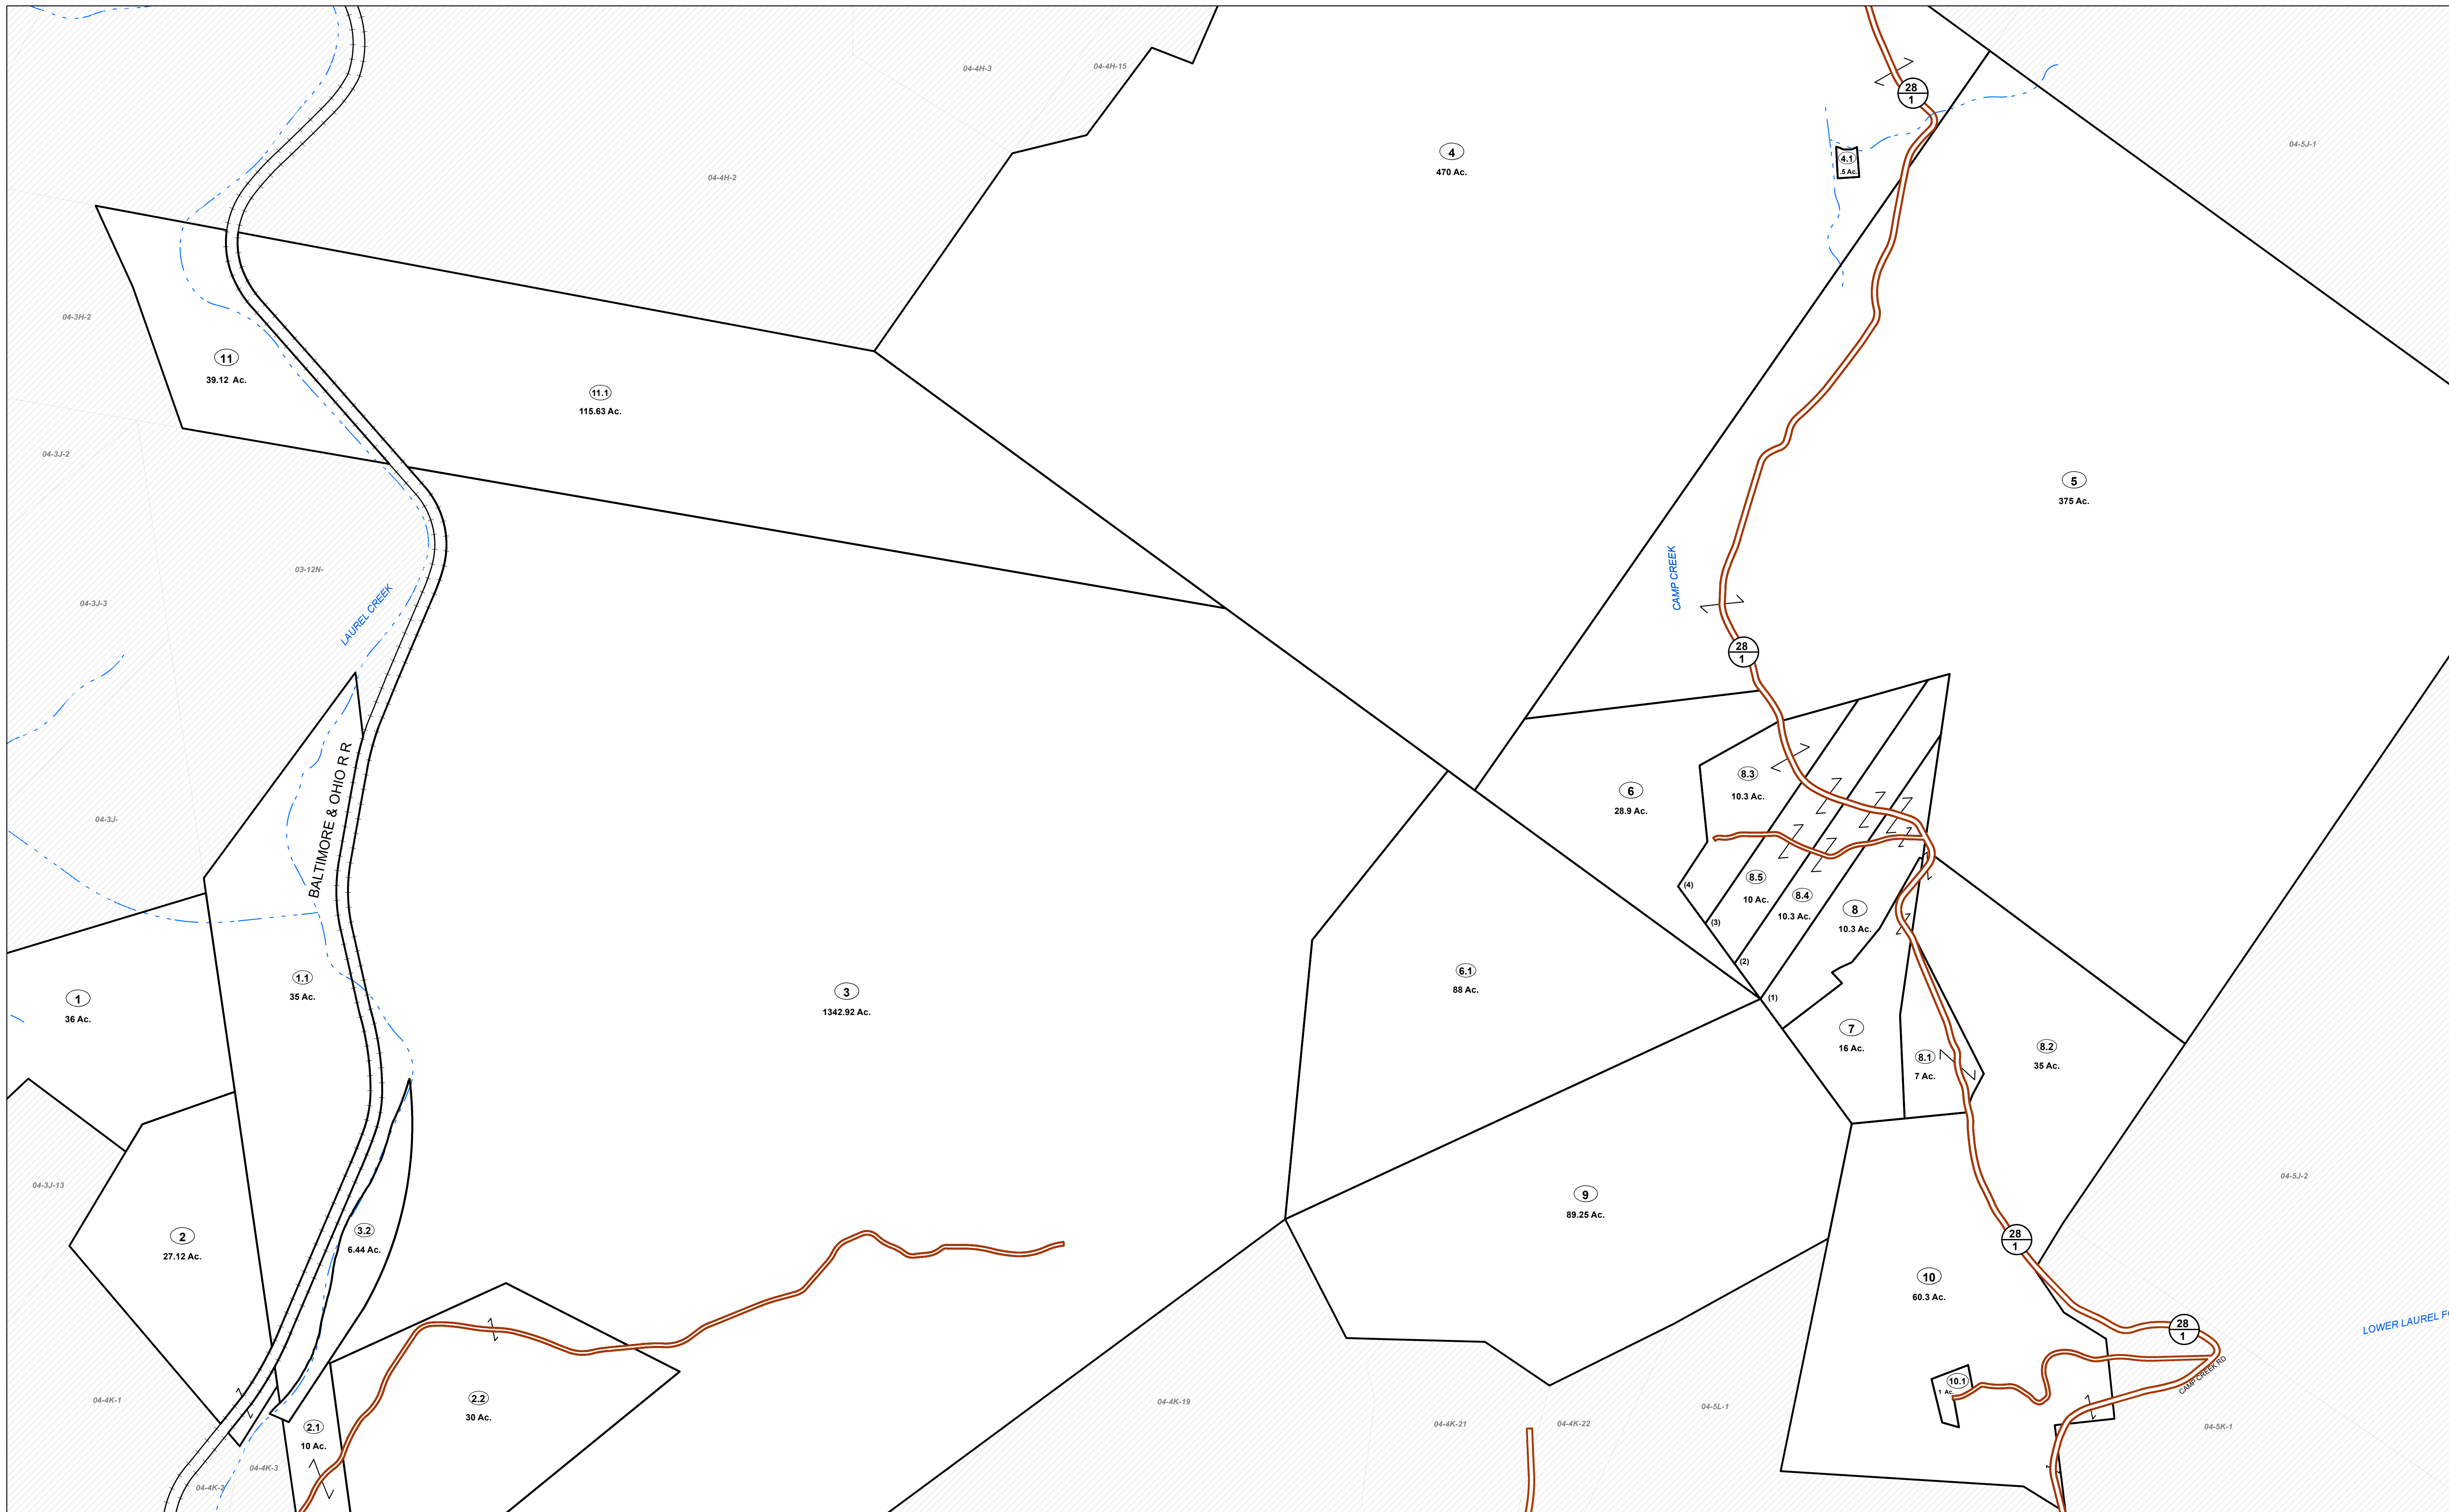 04-4H-3
04-4H-15
28
1
4
470 Ac.
4.1
.5 Ac.
04-5J-1
04-4H-2
04-3H-2
11
39.12 Ac.
11.1
115.63 Ac.
04-3J-2
5
375 Ac.
03-12N-
04-3J-3
LAUREL CREEK
CAMP CREEK
28
1
BALTIMORE & OHIO R R
04-3J-
6
28.9 Ac.
8.3
10.3 Ac.
(4)
8.5
10 Ac.
8.4
10.3 Ac.
8
10.3 Ac.
(3)
(2)
(1)
1
36 Ac.
1.1
35 Ac.
3
1342.92 Ac.
6.1
88 Ac.
7
16 Ac.
8.1
7 Ac.
8.2
35 Ac.
04-3J-13
04-5J-2
2
27.12 Ac.
3.2
6.44 Ac.
9
89.25 Ac.
28
1
10
60.3 Ac.
28
1
LOWER LAUREL
CAMP CREEK RD
10.1
1 Ac.
04-4K-1
2.1
10 Ac.
2.2
30 Ac.
04-4K-19
04-4K-21
04-4K-22
04-5L-1
04-5K-1
04-4K-3
04-4K-2